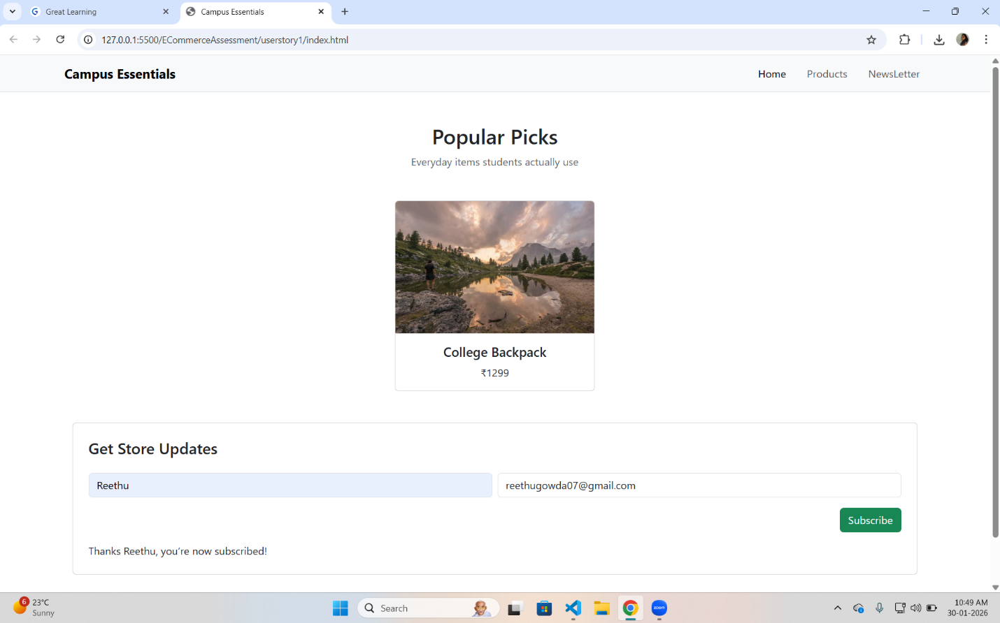 Great Learning
Campus Essentials
127.0.0.1:5500/ECommerceAssessment/userstory1/index.html
Campus Essentials
Home Products NewsLetter
Popular Picks
Everyday items students actually use
College Backpack
₹1299
Get Store Updates
Reethu reethugowda07@gmail.com
Subscribe
Thanks Reethu, you’re now subscribed!
6 23°C
Sunny
Search
zoom
10:49 AM
30-01-2026